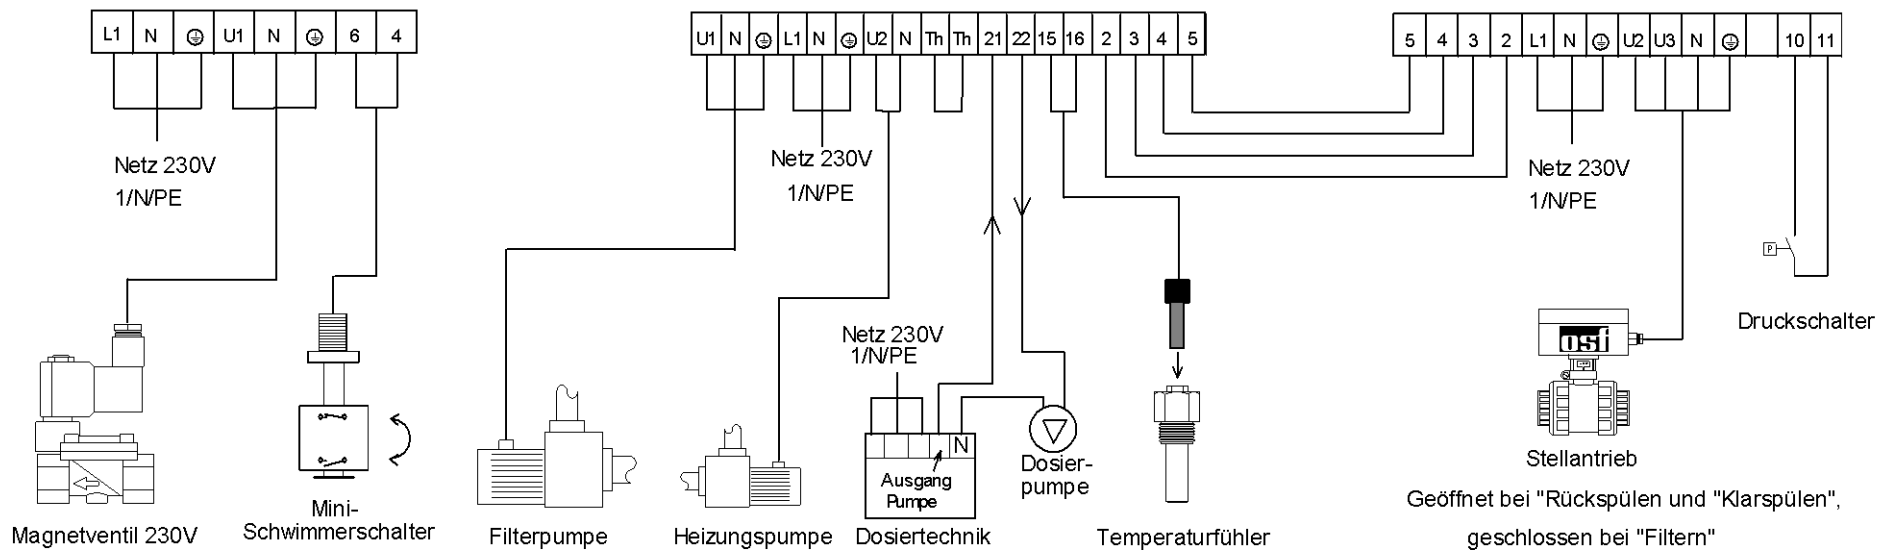 L1 N U1 N 6 4
U1 N L1 N U2 N Th Th 21 22 15 16 2 3 4 5
5 4 3 2 L1 N U2 U3 N 10 11
Netz 230V
1/N/PE
Netz 230V
1/N/PE
Netz 230V
1/N/PE
P
Druckschalter
Netz 230V
1/N/PE
osf
N
Ausgang
Pumpe
Dosier-
pumpe
Stellantrieb
Geöffnet bei "Rückspülen und "Klarspülen",
geschlossen bei "Filtern"
Magnetventil 230V
Mini-
Schwimmerschalter
Filterpumpe
Heizungspumpe
Dosiertechnik
Temperaturfühler